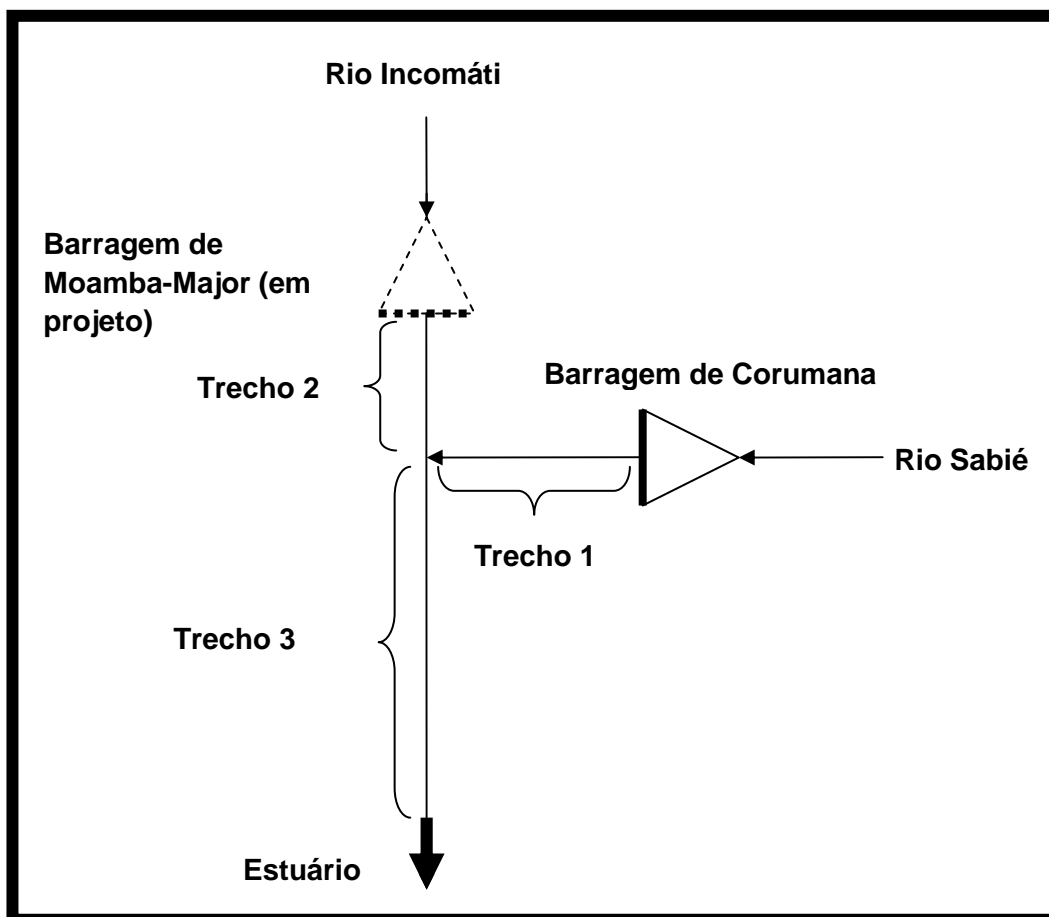 Rio Incomáti
Barragem de
Moamba-Major (em
projeto)
Trecho 2
Barragem de Corumana
Rio Sabié
Trecho 1
Trecho 3
Estuário